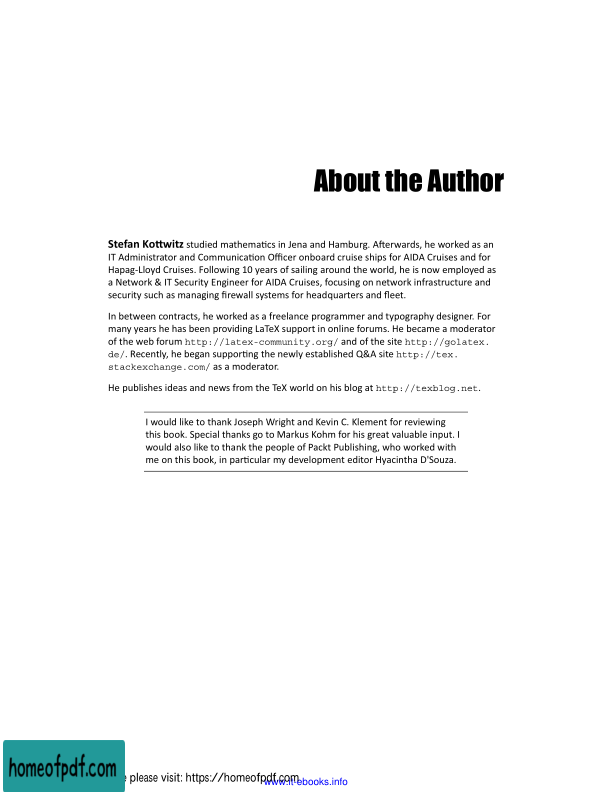 About the Author
Stefan Kottwitz studied mathematics in Jena and Hamburg. Afterwards, he worked as an
IT Administrator and Communication Officer onboard cruise ships for AIDA Cruises and for
Hapag-Lloyd Cruises. Following 10 years of sailing around the world, he is now employed as
a Network & IT Security Engineer for AIDA Cruises, focusing on network infrastructure and
security such as managing firewall systems for headquarters and fleet.
In between contracts, he worked as a freelance programmer and typography designer. For
many years he has been providing LaTeX support in online forums. He became a moderator
of the web forum http://latex-community.org/ and of the site http://golatex.
de/. Recently, he began supporting the newly established Q&A site http://tex.
stackexchange.com/ as a moderator.
He publishes ideas and news from the TeX world on his blog at http://texblog.net.
I would like to thank Joseph Wright and Kevin C. Klement for reviewing
this book. Special thanks go to Markus Kohm for his great valuable input. I
would also like to thank the people of Packt Publishing, who worked with
me on this book, in particular my development editor Hyacintha D'Souza.
homeofpdf.com
please visit: https://homeofpdf.com
www.it-ebooks.info